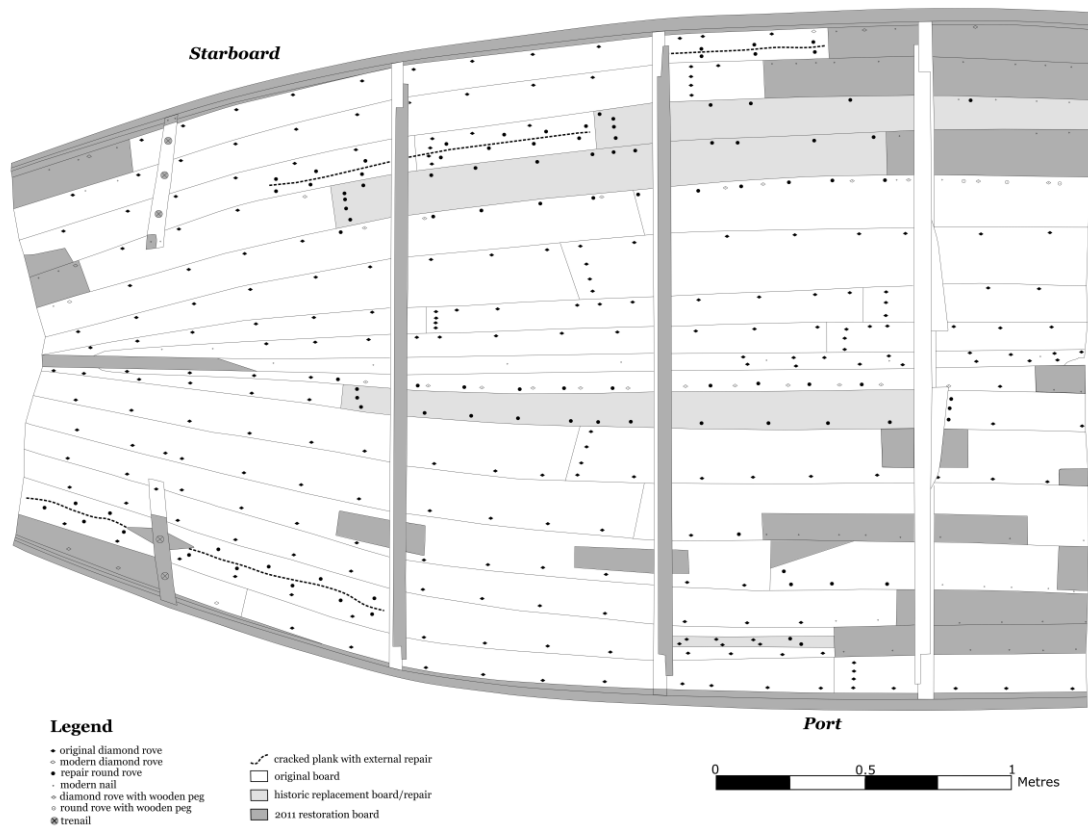 Starboard
Port
Legend
original diamond rove
modern diamond rove
repair round rove
modern nail
diamond rove with wooden peg
round rove with wooden peg
trenail
cracked plank with external repair
original board
historic replacement board/repair
2011 restoration board
0 0.5 1
Metres